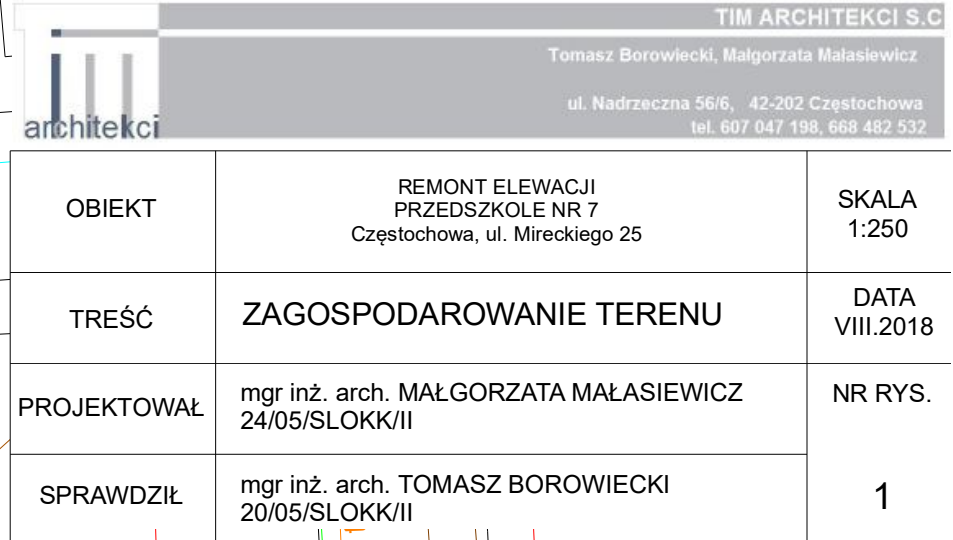 TIM ARCHITEKCI S.C
Tomasz Borowiecki, Małgorzata Małasiewicz
ul. Nadrzeczna 56/6, 42-202 Częstochowa
tel. 607 047 198, 668 482 532
architekci
OBIEKT
REMONT ELEWACJI
PRZEDSZKOLE NR 7
Częstochowa, ul. Mireckiego 25
SKALA
1:250
TREŚĆ
ZAGOSPODAROWANIE TERENU
DATA
VIII.2018
PROJEKTOWAŁ
mgr inż. arch. MAŁGORZATA MAŁASIEWICZ
24/05/SLOKK/II
NR RYS.
SPRAWDZIŁ
mgr inż. arch. TOMASZ BOROWIECKI
20/05/SLOKK/II
1